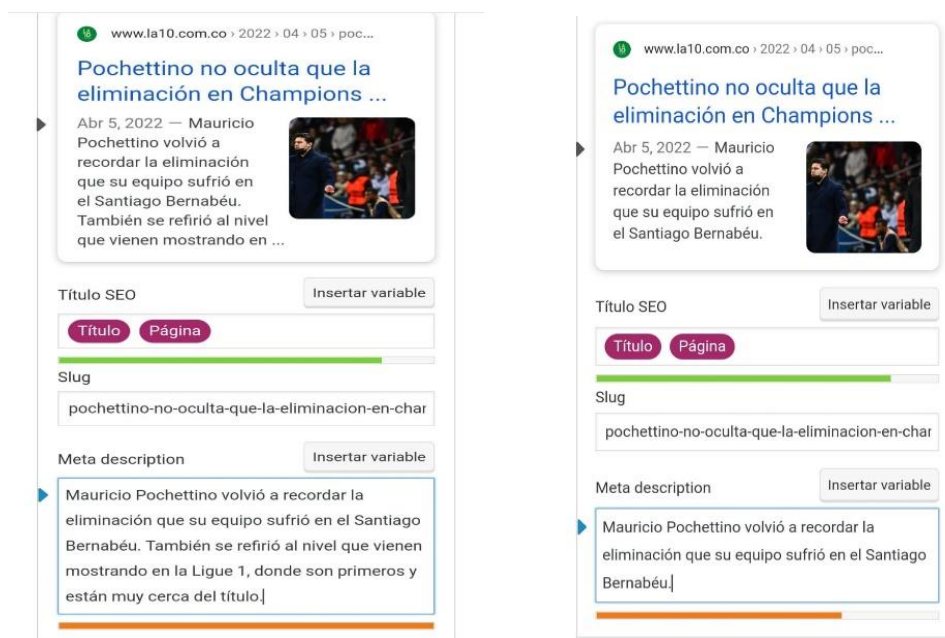 www.la10.com.co › 2022 › 04 › 05 › poc...
Pochettino no oculta que la
eliminación en Champions ...
Abr 5, 2022 — Mauricio
Pochettino volvió a
recordar la eliminación
que su equipo sufrió en
el Santiago Bernabéu.
También se refirió al nivel
que vienen mostrando en ...
Título SEO
Insertar variable
Título Página
Slug
pochettino-no-oculta-que-la-eliminacion-en-char
Meta description
Insertar variable
Mauricio Pochettino volvió a recordar la
eliminación que su equipo sufrió en el Santiago
Bernabéu. También se refirió al nivel que vienen
mostrando en la Ligue 1, donde son primeros y
están muy cerca del título.
www.la10.com.co › 2022 › 04 › 05 › poc...
Pochettino no oculta que la
eliminación en Champions ...
Abr 5, 2022 — Mauricio
Pochettino volvió a
recordar la eliminación
que su equipo sufrió en
el Santiago Bernabéu.
Título SEO
Insertar variable
Título Página
Slug
pochettino-no-oculta-que-la-eliminacion-en-char
Meta description
Insertar variable
Mauricio Pochettino volvió a recordar la
eliminación que su equipo sufrió en el Santiago
Bernabéu.